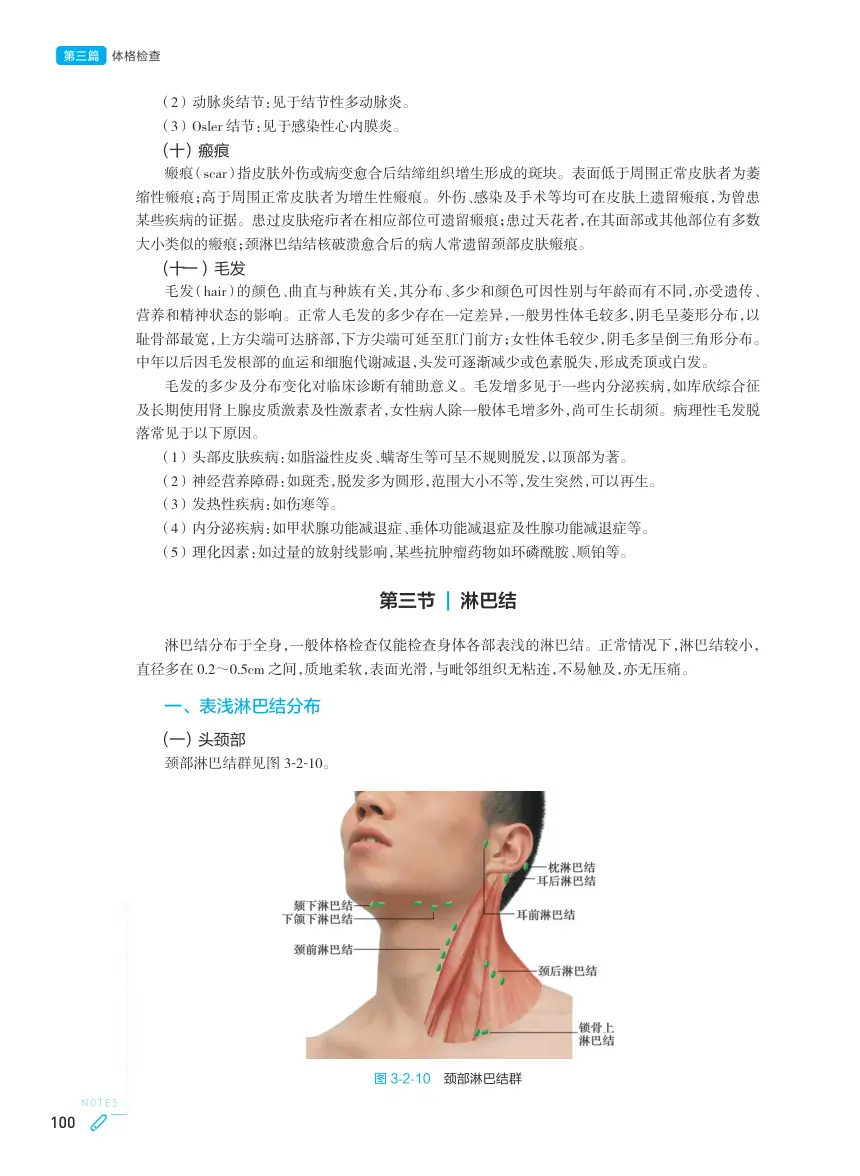 第三篇 体格检查
（2）动脉炎结节：见于结节性多动脉炎。
（3）Osler 结节：见于感染性心内膜炎。
（十）瘢痕
瘢痕（scar）指皮肤外伤或病变愈合后结缔组织增生形成的斑块。表面低于周围正常皮肤者为萎
缩性瘢痕；高于周围正常皮肤者为增生性瘢痕。外伤、感染及手术等均可在皮肤上遗留瘢痕，为曾患
某些疾病的证据。患过皮肤疮疖者在相应部位可遗留瘢痕；患过天花者，在其面部或其他部位有多数
大小类似的瘢痕；颈淋巴结结核破溃愈合后的病人常遗留颈部皮肤瘢痕。
（十一）毛发
毛发（hair）的颜色、曲直与种族有关，其分布、多少和颜色可因性别与年龄而有不同，亦受遗传、
营养和精神状态的影响。正常人毛发的多少存在一定差异，一般男性体毛较多，阴毛呈菱形分布，以
耻骨部最宽，上方尖端可达脐部，下方尖端可延至肛门前方；女性体毛较少，阴毛多呈倒三角形分布。
中年以后因毛发根部的血运和细胞代谢减退，头发可逐渐减少或色素脱失，形成秃顶或白发。
毛发的多少及分布变化对临床诊断有辅助意义。毛发增多见于一些内分泌疾病，如库欣综合征
及长期使用肾上腺皮质激素及性激素者，女性病人除一般体毛增多外，尚可生长胡须。病理性毛发脱
落常见于以下原因。
（1）头部皮肤疾病：如脂溢性皮炎、螨寄生等可呈不规则脱发，以顶部为著。
（2）神经营养障碍：如斑秃，脱发多为圆形，范围大小不等，发生突然，可以再生。
（3）发热性疾病：如伤寒等。
（4）内分泌疾病：如甲状腺功能减退症、垂体功能减退症及性腺功能减退症等。
（5）理化因素：如过量的放射线影响，某些抗肿瘤药物如环磷酰胺、顺铂等。
第三节 | 淋巴结
淋巴结分布于全身，一般体格检查仅能检查身体各部表浅的淋巴结。正常情况下，淋巴结较小，
直径多在 0.2～0.5cm 之间，质地柔软，表面光滑，与毗邻组织无粘连，不易触及，亦无压痛。
一、表浅淋巴结分布
（一）头颈部
颈部淋巴结群见图 3-2-10。
枕淋巴结
耳后淋巴结
颏下淋巴结
下颌下淋巴结
耳前淋巴结
颈前淋巴结
颈后淋巴结
锁骨上
淋巴结
图 3-2-10 颈部淋巴结群
NOTES
100